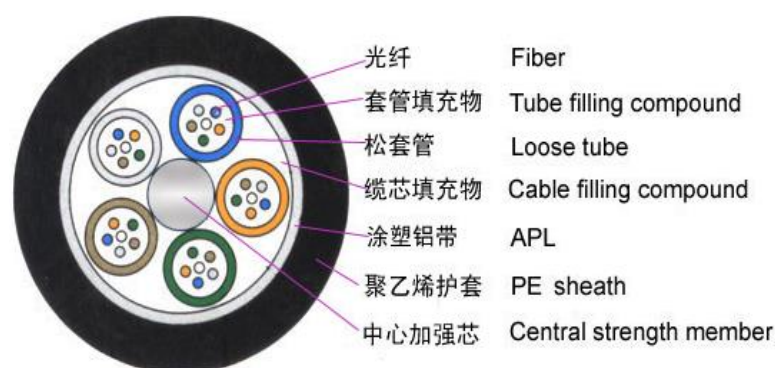 光纤 Fiber
套管填充物 Tube filling compound
松套管 Loose tube
缆芯填充物 Cable filling compound
涂塑铝带 APL
聚乙烯护套 PE sheath
中心加强芯 Central strength member